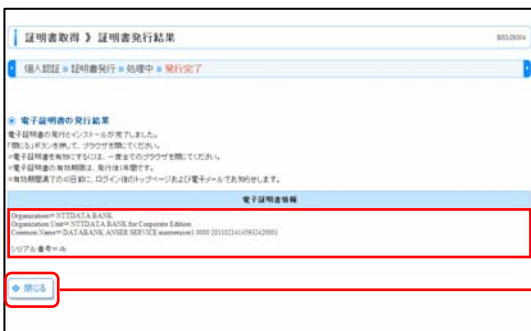 証明書取得 》 証明書発行結果
個人認証 » 証明書発行 » 処理中 » 発行完了
電子証明書の発行結果
電子証明書の発行とインストールが完了しました。
「閉じる」ボタンを押して、ブラウザを閉じてください。
※電子証明書を有効にするには、一度全てのブラウザを閉じてください。
※電子証明書の有効期限は、発行後1年間です。
※有効期間満了の40日前に、ログイン後のトップページおよび電子メールでお知らせします。
電子証明書情報
Organization= NTTDATA BANK
Organization Unit= NTTDATA BANK for Corporate Edition
Common Name= DATABANK ANSER SERVICE masteruser1 0000
シリアル番号=
閉じる